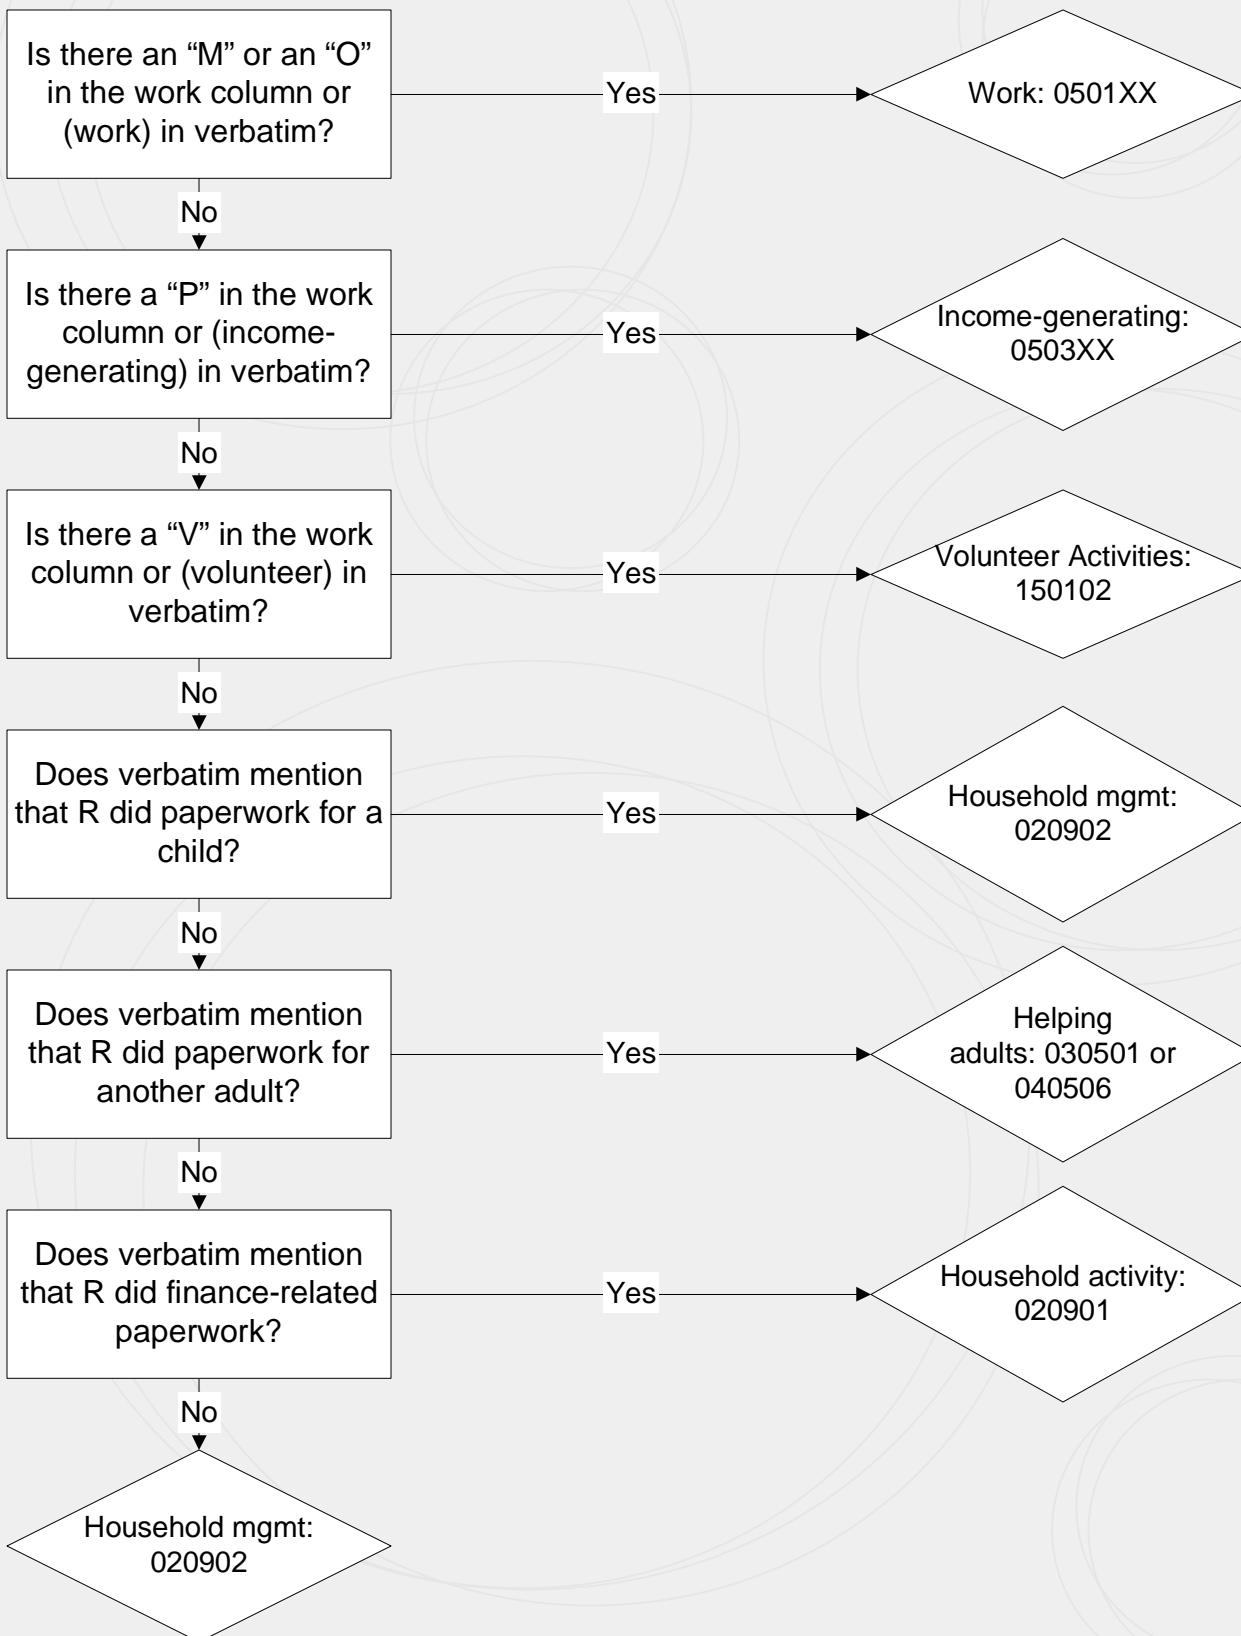 Is there an “M” or an “O”
in the work column or
(work) in verbatim?
Yes
Work: 0501XX
No
Is there a “P” in the work
column or (income-
generating) in verbatim?
Yes
Income-generating:
0503XX
No
Is there a “V” in the work
column or (volunteer) in
verbatim?
Yes
Volunteer Activities:
150102
No
Does verbatim mention
that R did paperwork for a
child?
Yes
Household mgmt:
020902
No
Does verbatim mention
that R did paperwork for
another adult?
Yes
Helping
adults: 030501 or
040506
No
Does verbatim mention
that R did finance-related
paperwork?
Yes
Household activity:
020901
No
Household mgmt:
020902